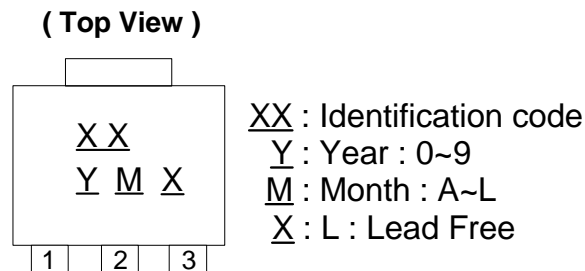 ( Top View )
X X
Y M X
1 2 3
XX : Identification code
Y : Year : 0~9
M : Month : A~L
X : L : Lead Free